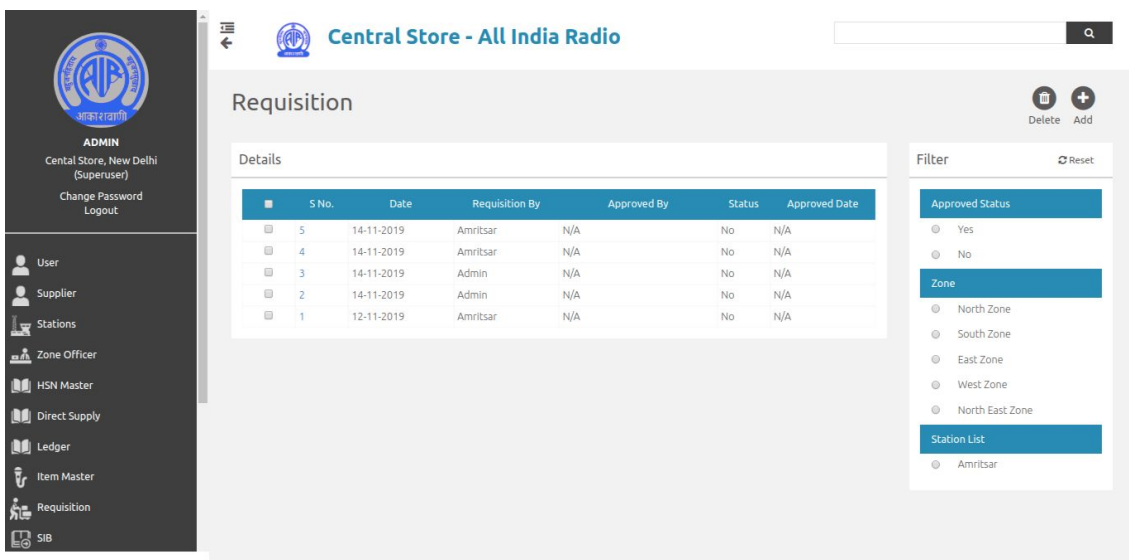 आकाशवाणी
ADMIN
Cental Store, New Delhi
(Superuser)
Change Password
Logout
User
Supplier
Stations
Zone Officer
HSN Master
Direct Supply
Ledger
Item Master
Requisition
SIB
Central Store - All India Radio
Requisition
Delete Add
Details
S No. Date Requisition By Approved By Status Approved Date
5 14-11-2019 Amritsar N/A No N/A
4 14-11-2019 Amritsar N/A No N/A
3 14-11-2019 Admin N/A No N/A
2 14-11-2019 Admin N/A No N/A
1 12-11-2019 Amritsar N/A No N/A
Filter Reset
Approved Status
Yes
No
Zone
North Zone
South Zone
East Zone
West Zone
North East Zone
Station List
Amritsar